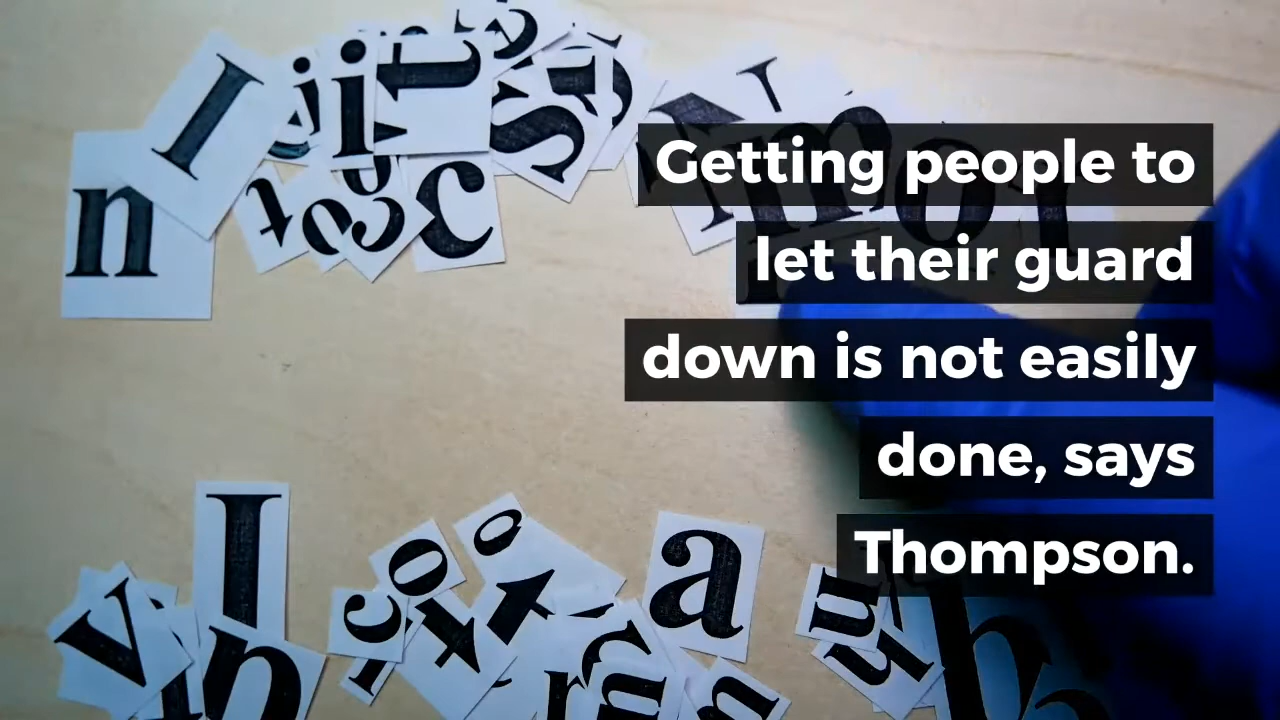 Getting people to
let their guard
down is not easily
done, says
Thompson.